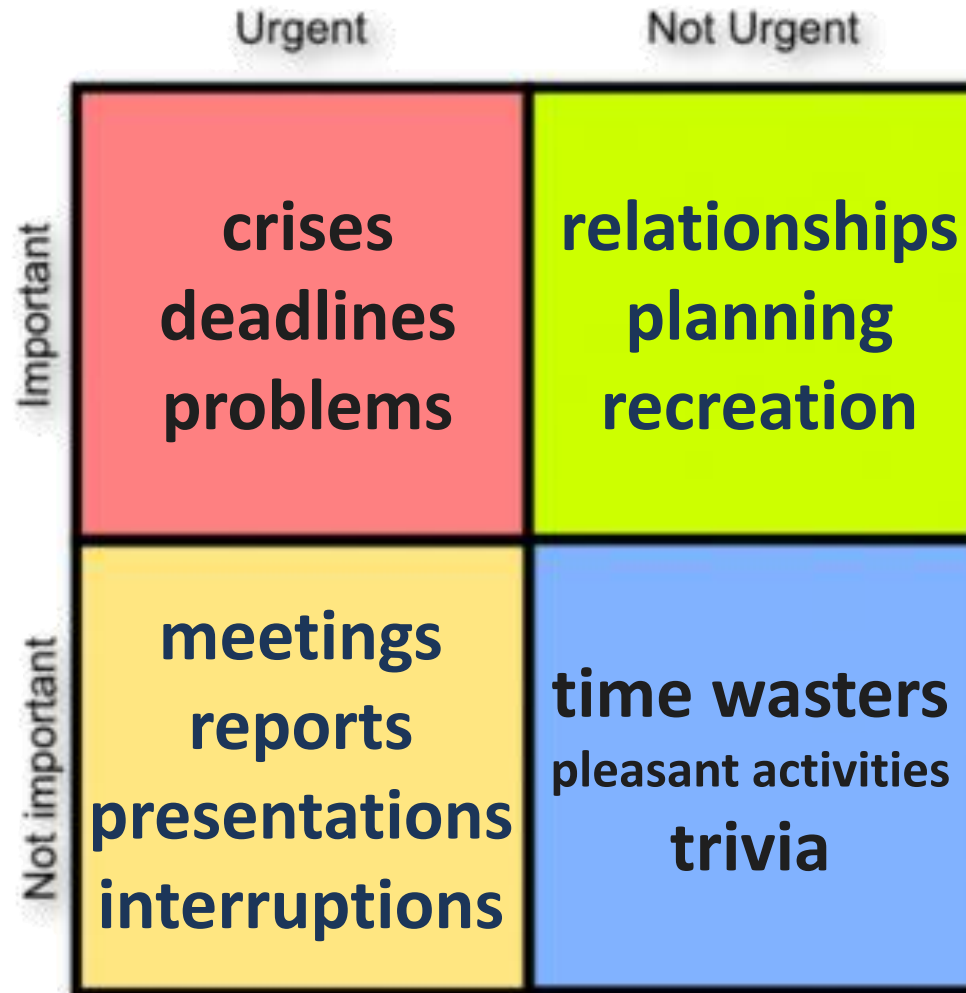 Urgent
Not Urgent
Important
crises
deadlines
problems
relationships
planning
recreation
Not important
meetings
reports
presentations
interruptions
time wasters
pleasant activities
trivia